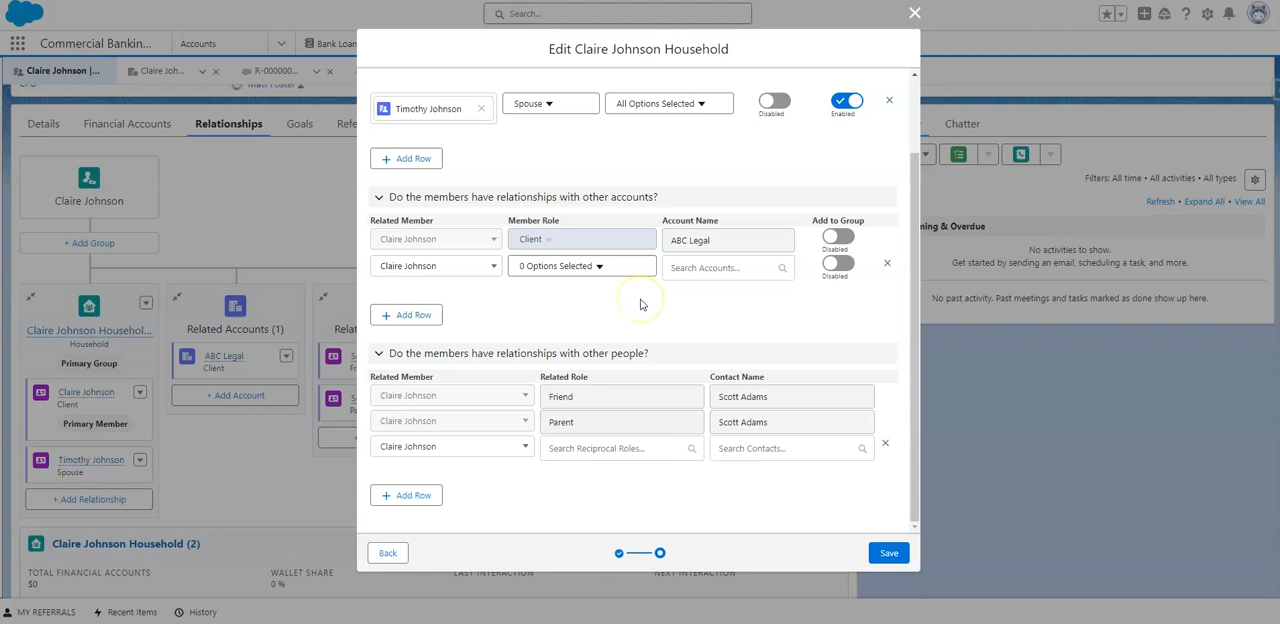 Search...
Commercial Bankin...
Accounts
Bank Loan
Claire Johnson |...
Claire Joh...
R-000000...
Matt Foster
Details
Financial Accounts
Relationships
Goals
Refe
Chatter
Claire Johnson
+ Add Group
Claire Johnson Househol...
Household
Primary Group
Claire Johnson
Client
Primary Member
Timothy Johnson
Spouse
+ Add Relationship
Related Accounts (1)
ABC Legal
Client
+ Add Account
Claire Johnson Household (2)
TOTAL FINANCIAL ACCOUNTS
$0
WALLET SHARE
0 %
LAST INTERACTION
NEXT INTERACTION
Edit Claire Johnson Household
Timothy Johnson
Spouse
All Options Selected
Disabled
Enabled
+ Add Row
Do the members have relationships with other accounts?
Related Member Member Role Account Name Add to Group
Claire Johnson Client ABC Legal
Disabled
Claire Johnson 0 Options Selected Search Accounts...
Disabled
+ Add Row
Do the members have relationships with other people?
Related Member Related Role Contact Name
Claire Johnson Friend Scott Adams
Claire Johnson Parent Scott Adams
Claire Johnson Search Reciprocal Roles... Search Contacts...
+ Add Row
Back
Save
Filters: All time • All activities • All types
Refresh • Expand All • View All
ng & Overdue
No activities to show.
Get started by sending an email, scheduling a task, and more.
No past activity. Past meetings and tasks marked as done show up here.
MY REFERRALS
Recent Items
History